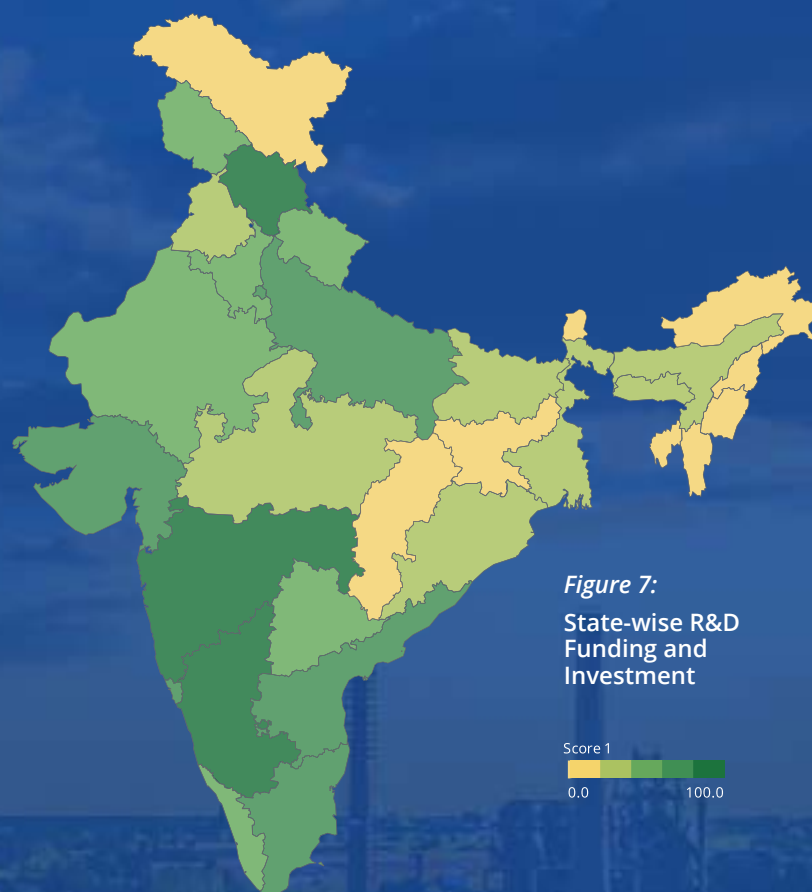 Figure 7:
State-wise R&D
Funding and
Investment
Score 1
0.0 100.0